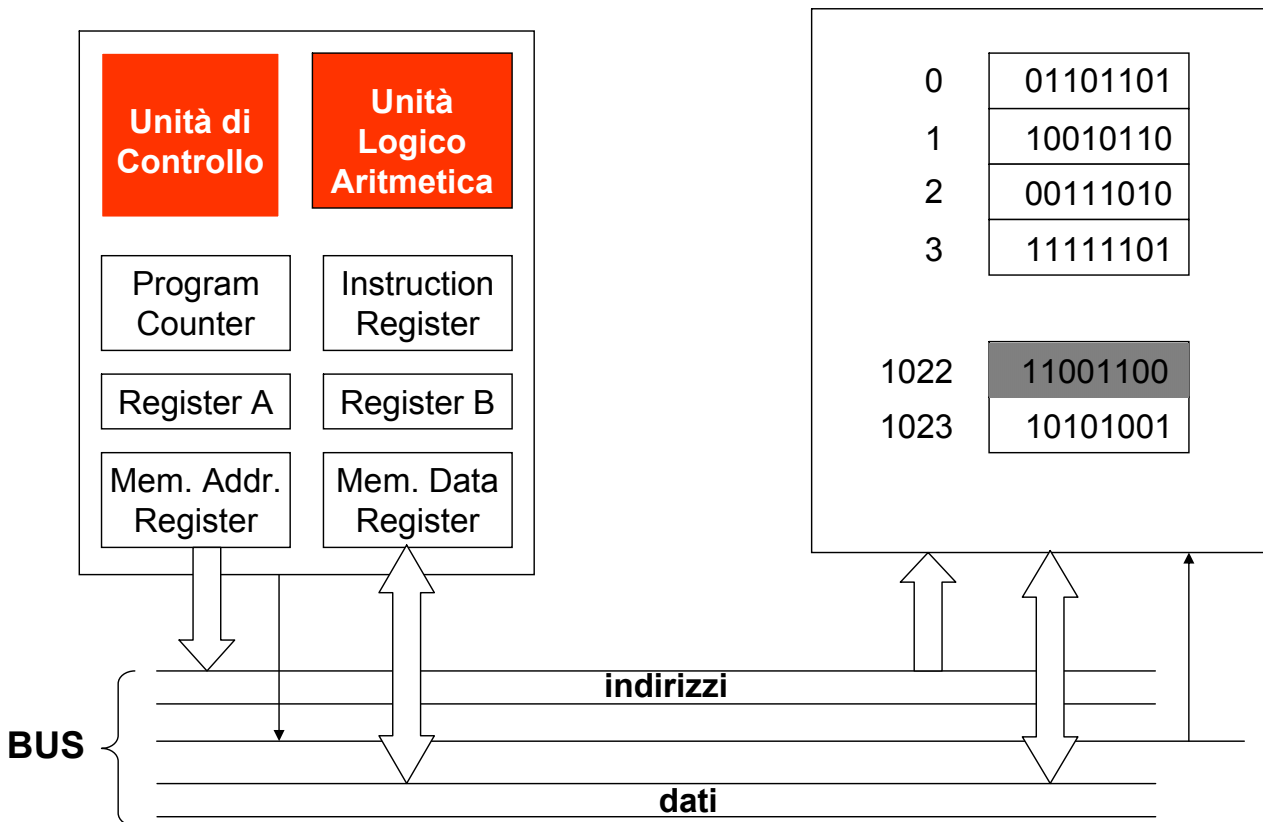 Unità di
Controllo
Unità
Logico
Aritmetica
Program
Counter
Instruction
Register
Register A
Register B
Mem. Addr.
Register
Mem. Data
Register
0 01101101
1 10010110
2 00111010
3 11111101
1022 11001100
1023 10101001
BUS
indirizzi
dati